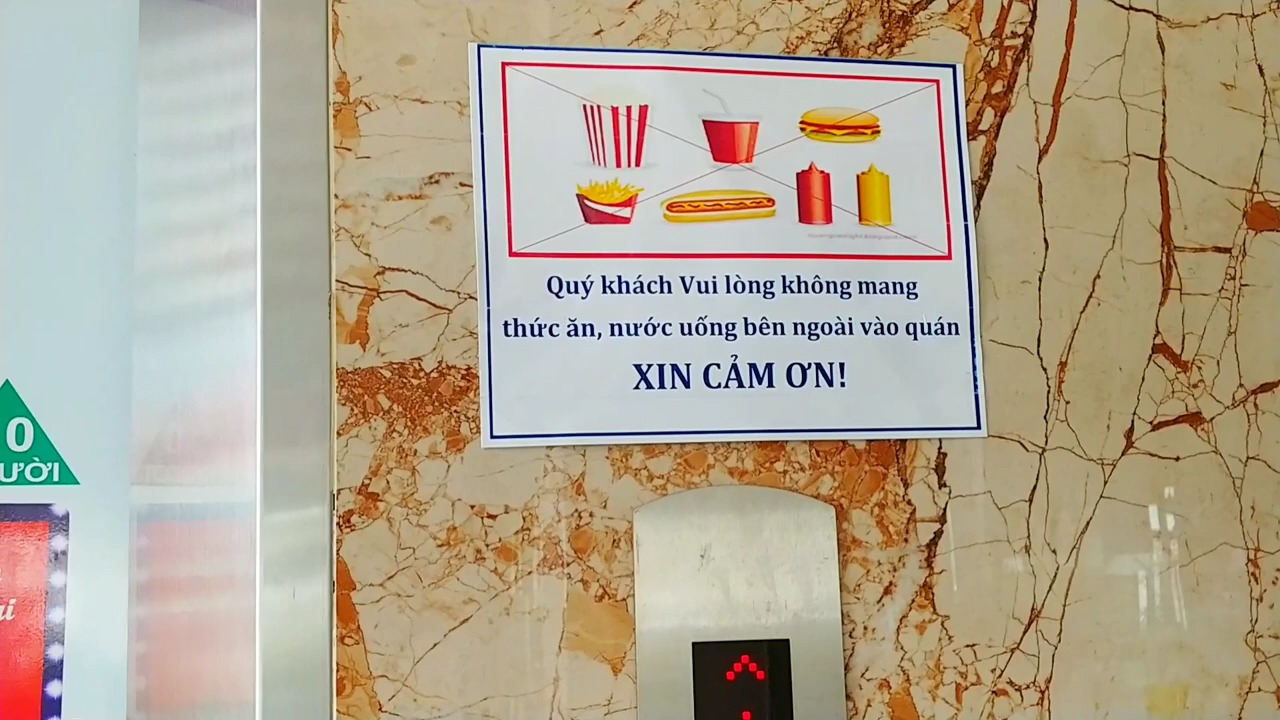 Quý khách Vui lòng không mang
thức ăn, nước uống bên ngoài vào quán
XIN CẢM ƠN!
0
ƯỜI